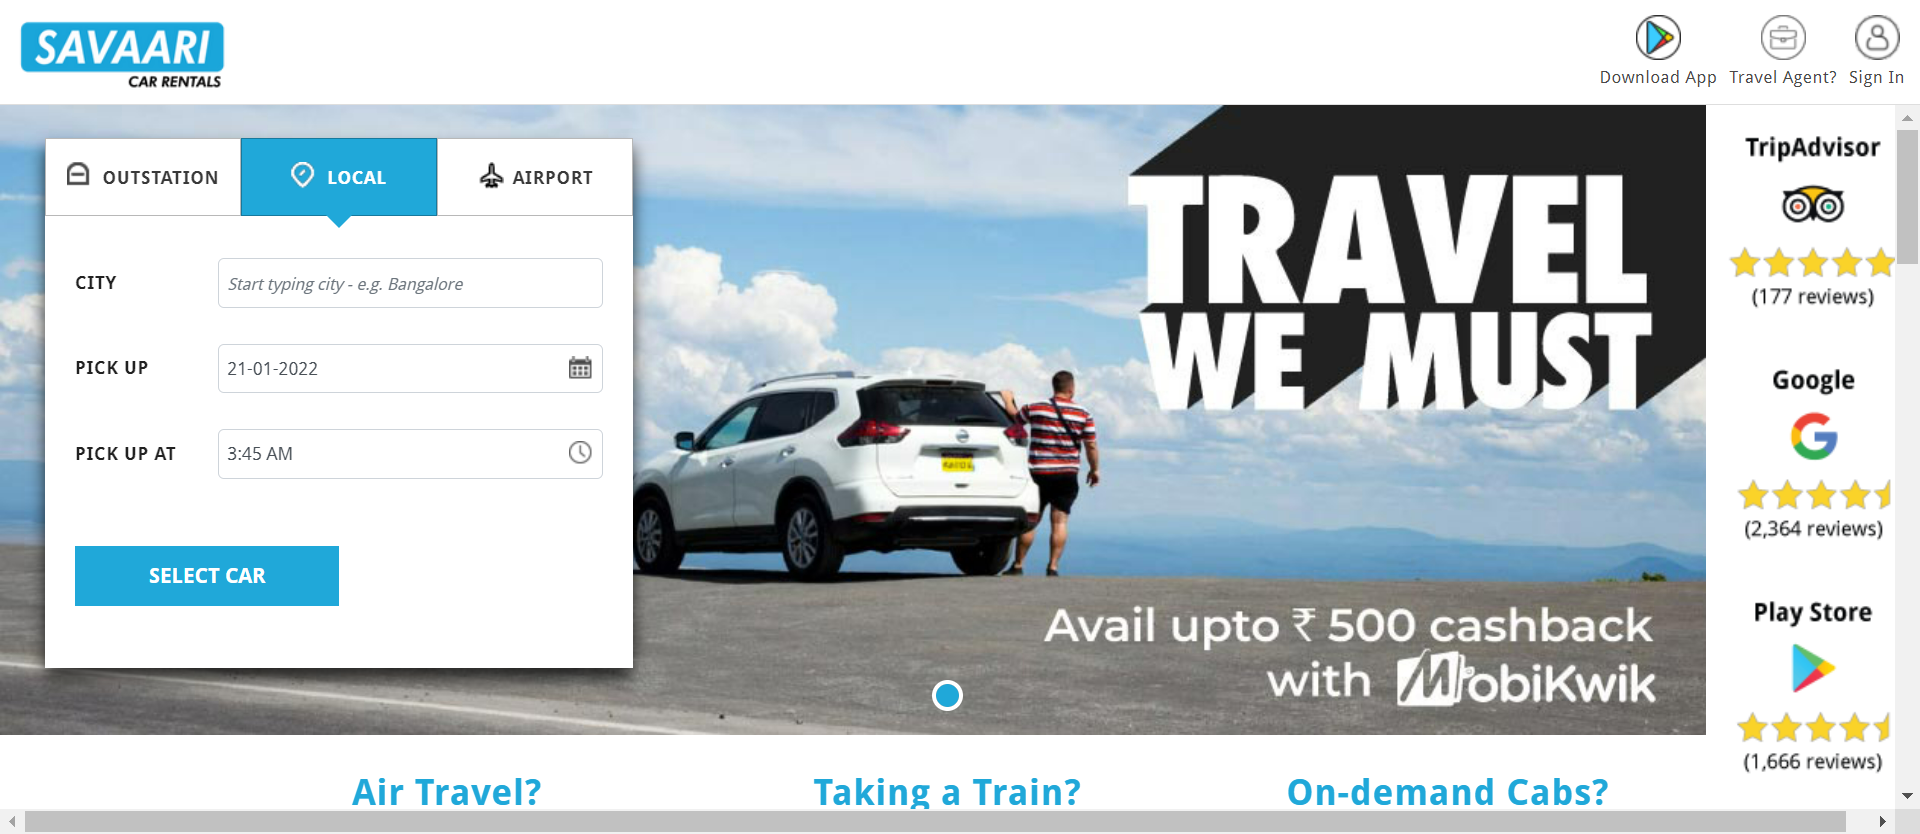 SAVAARI
CAR RENTALS
Download App
Travel Agent?
Sign In
OUTSTATION
LOCAL
AIRPORT
CITY
Start typing city - e.g. Bangalore
PICK UP
21-01-2022
PICK UP AT
3:45 AM
SELECT CAR
TRAVEL
WE MUST
Avail upto ₹ 500 cashback
with MobiKwik
TripAdvisor
(177 reviews)
Google
(2,364 reviews)
Play Store
(1,666 reviews)
Air Travel?
Taking a Train?
On-demand Cabs?